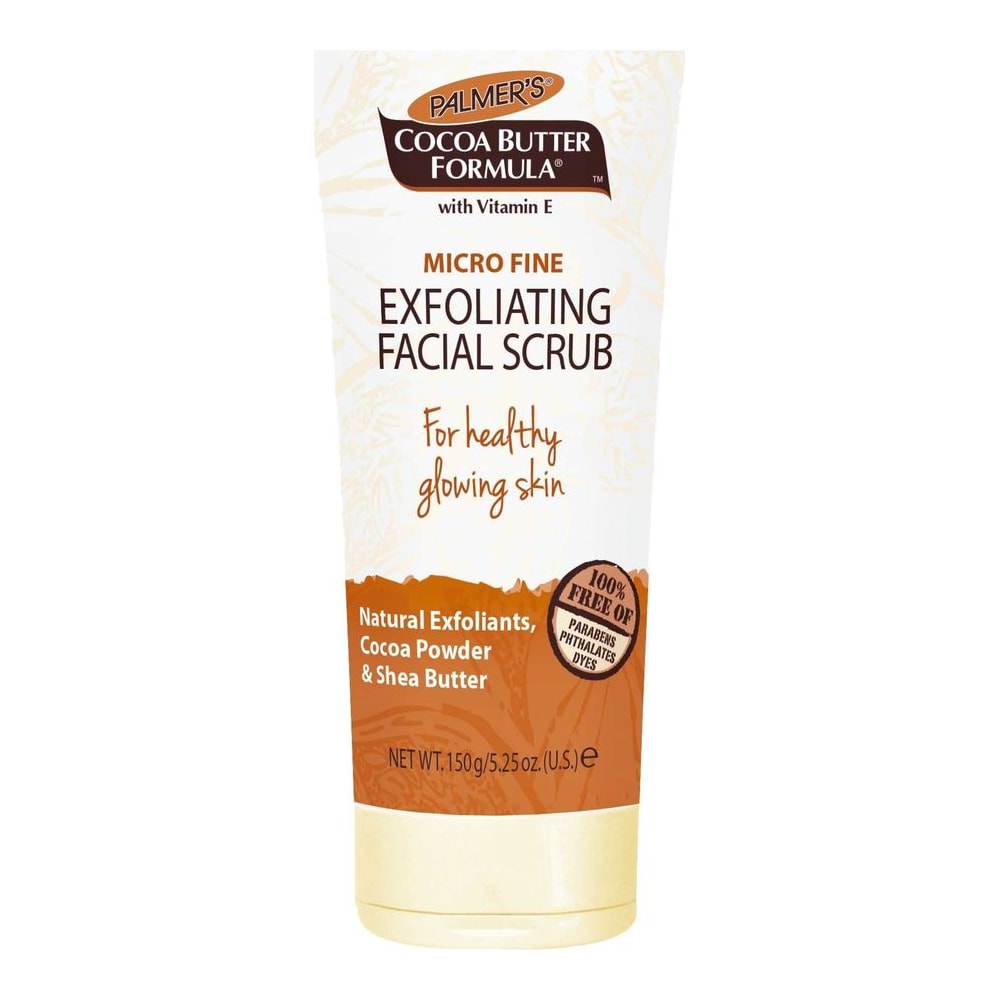 PALMER'S®
COCOA BUTTER
FORMULA®
™
with Vitamin E
MICRO FINE
EXFOLIATING
FACIAL SCRUB
For healthy
glowing skin
100%
FREE OF
PARABENS
PHTHALATES
DYES
Natural Exfoliants,
Cocoa Powder
& Shea Butter
NET WT. 150g/5.25 oz. (U.S.) ℮